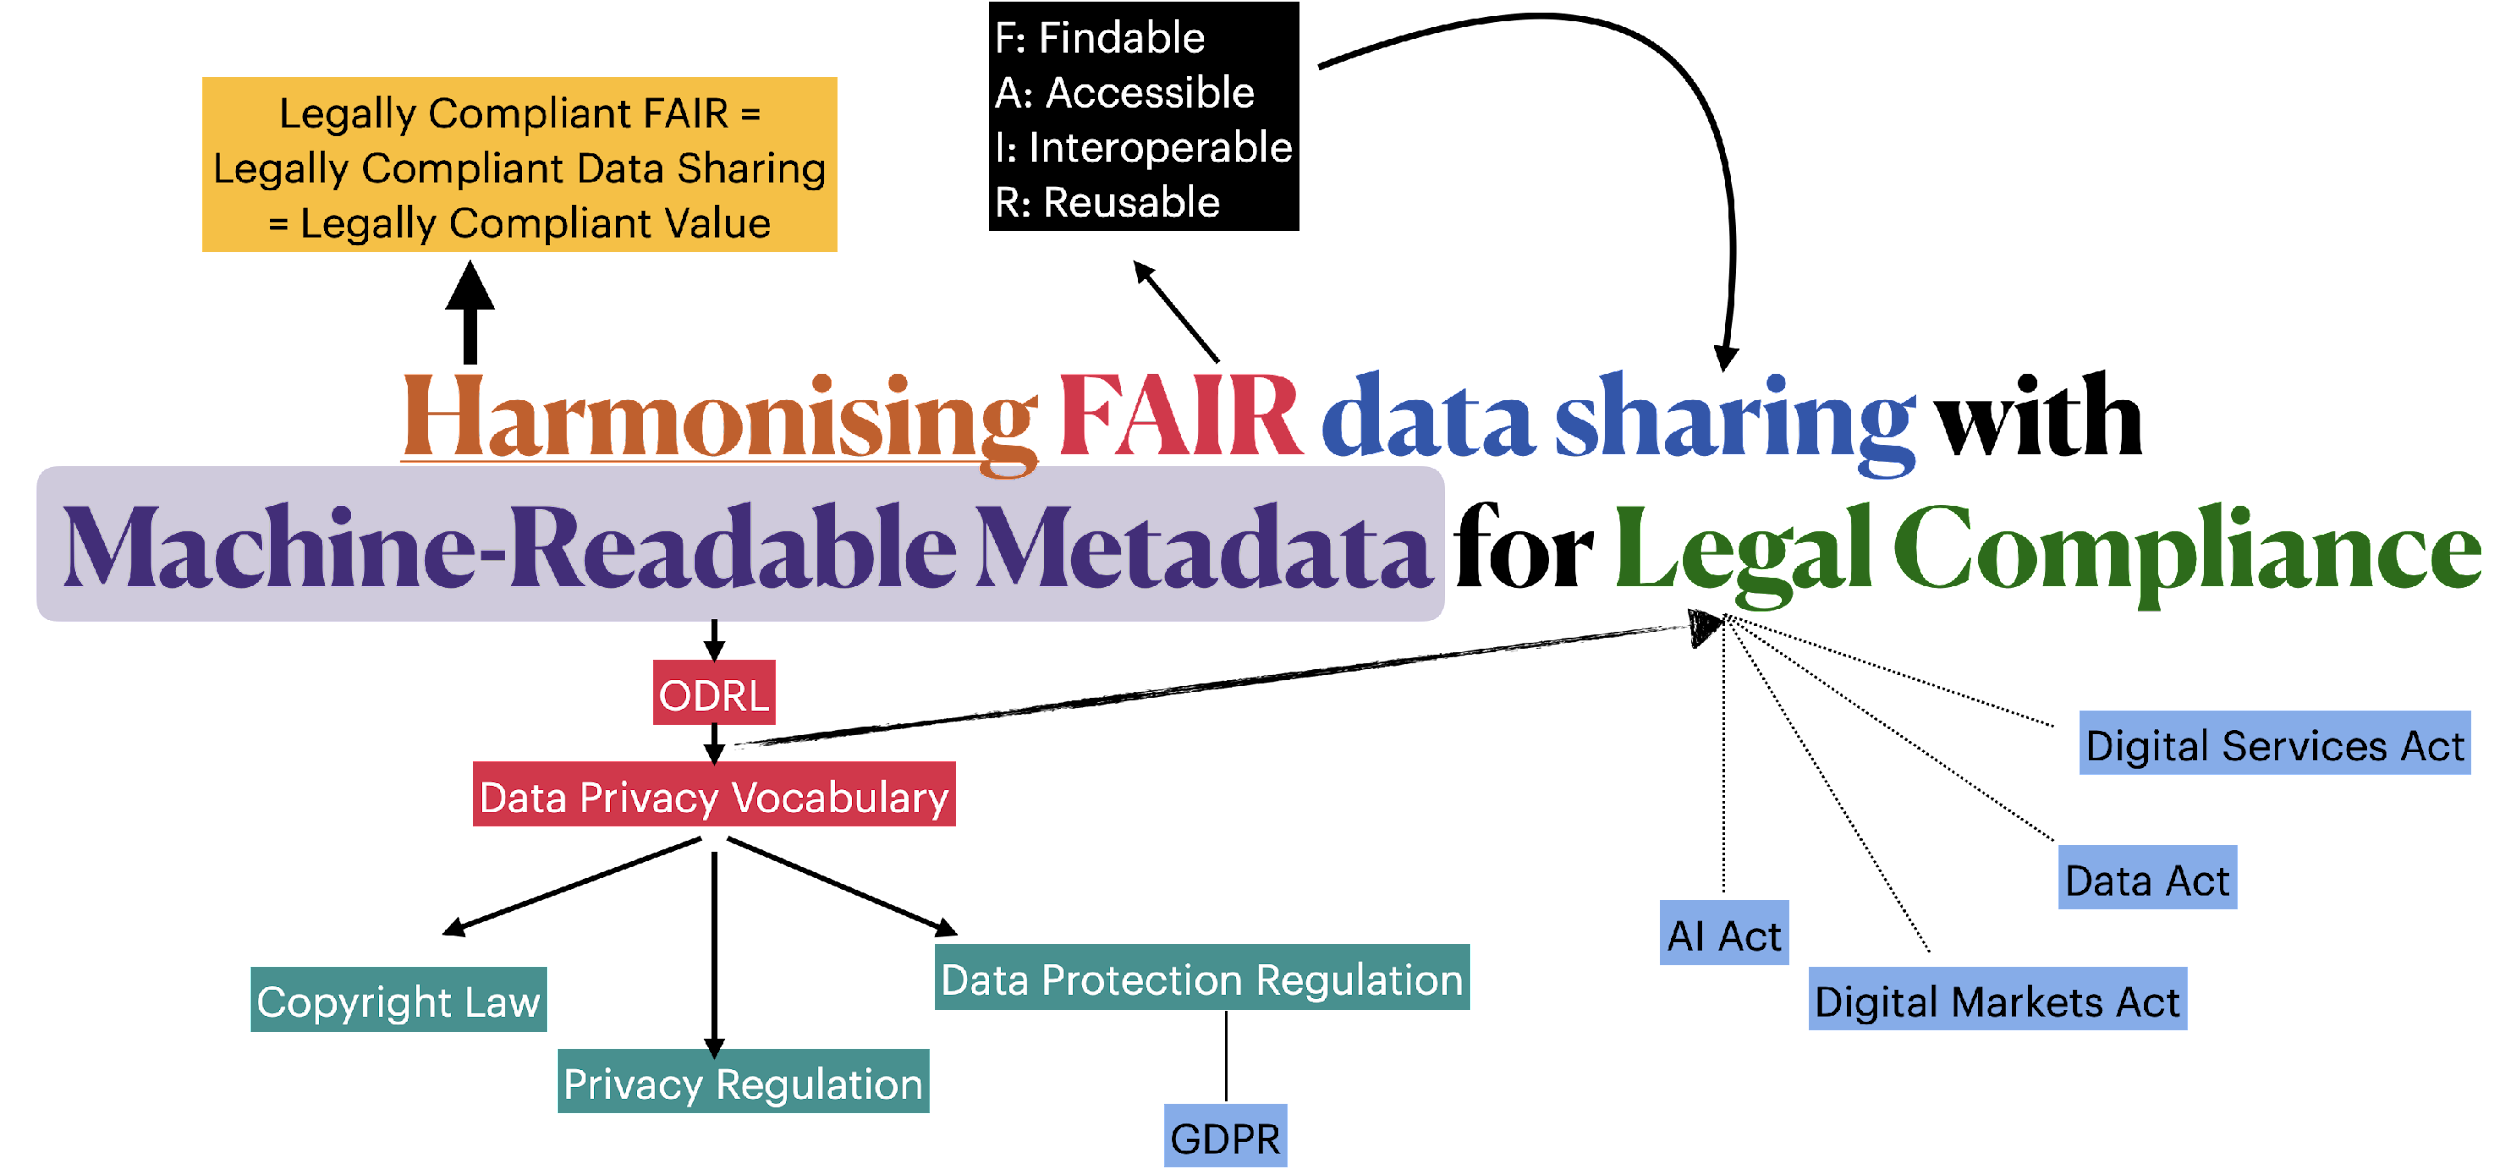 F: Findable
A: Accessible
I: Interoperable
R: Reusable
Legally Compliant FAIR =
Legally Compliant Data Sharing
= Legally Compliant Value
Harmonising FAIR data sharing with
Machine-Readable Metadata for Legal Compliance
ODRL
Data Privacy Vocabulary
Copyright Law
Privacy Regulation
Data Protection Regulation
GDPR
Digital Services Act
Data Act
AI Act
Digital Markets Act